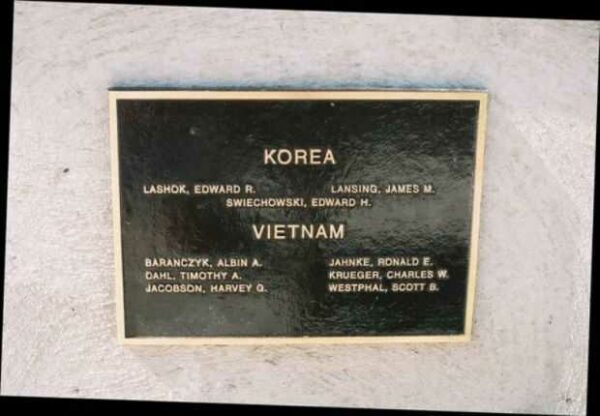 KOREA
LASHOK, EDWARD R. LANSING, JAMES M.
SWIECHOWSKI, EDWARD H.
VIETNAM
BARANCZYK, ALBIN A. JAHNKE, RONALD E.
DAHL, TIMOTHY A. KRUEGER, CHARLES W.
JACOBSON, HARVEY G. WESTPHAL, SCOTT B.